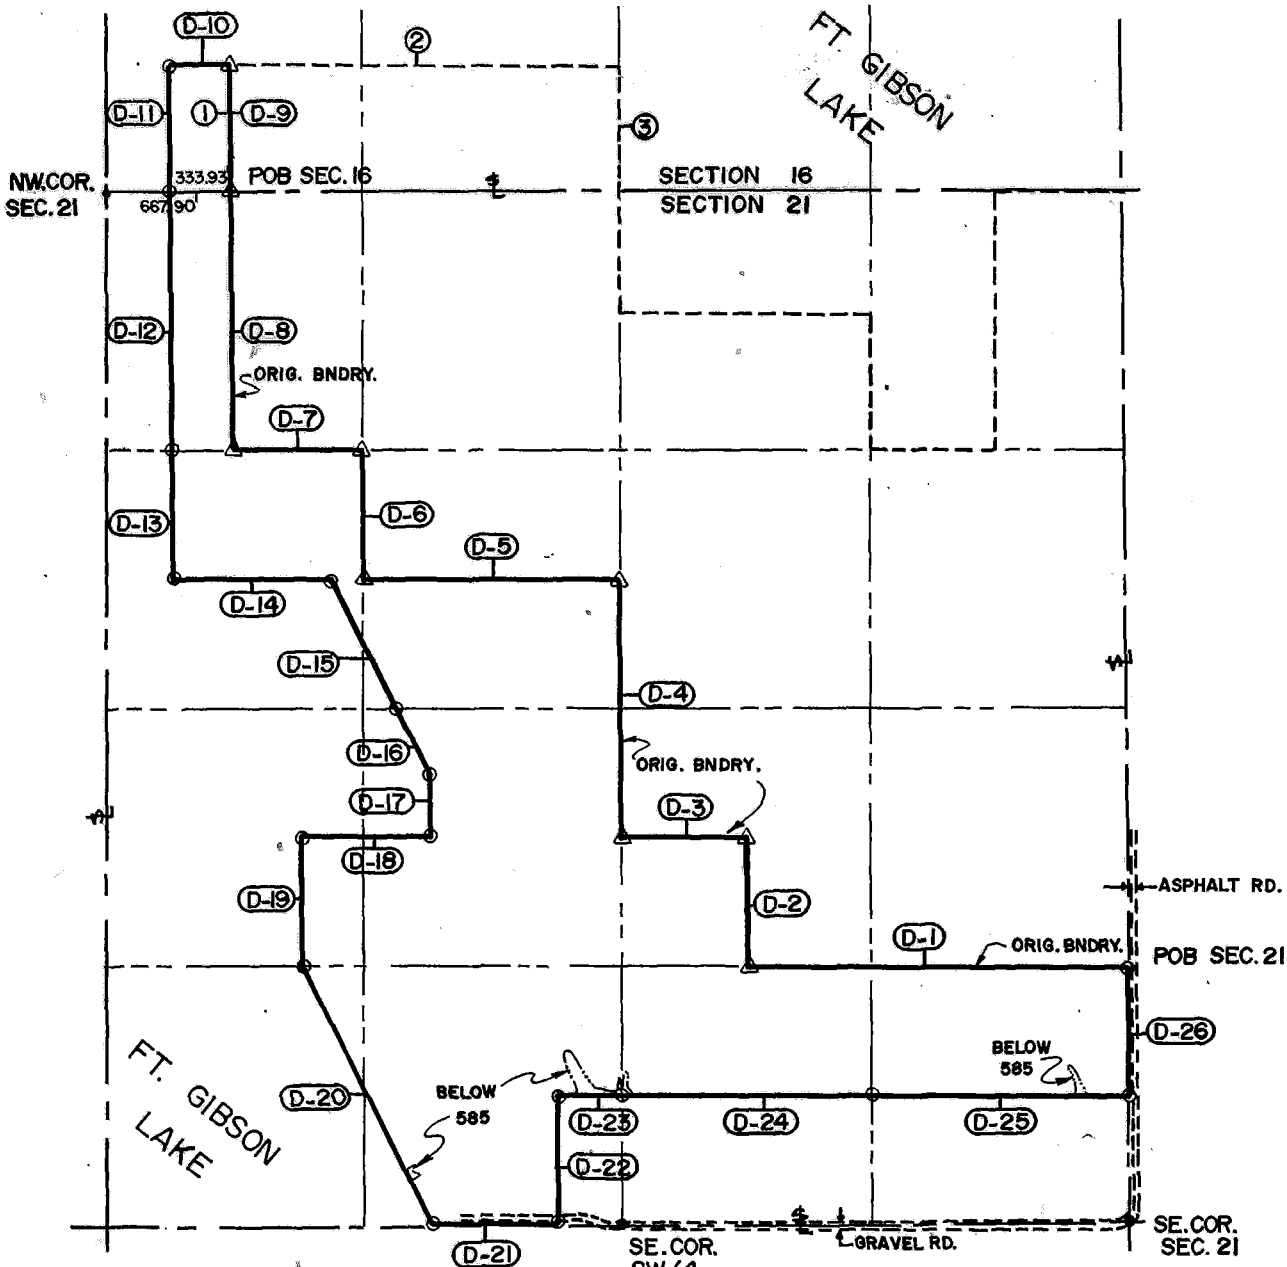 D-10
2
FT. GIBSON
LAKE
D-11
1
D-9
3
NW.COR.
SEC. 21
333.93
667.90
POB SEC. 16
SECTION 16
SECTION 21
D-12
D-8
ORIG. BNDRY.
D-7
D-13
D-6
D-5
D-14
D-15
D-4
D-16
ORIG. BNDRY.
D-17
D-3
D-18
D-19
D-2
ASPHALT RD.
D-1
ORIG. BNDRY.
POB SEC. 21
D-26
FT. GIBSON
LAKE
D-20
BELOW
585
BELOW
585
D-23
D-24
D-25
D-22
D-21
GRAVEL RD.
SE. COR.
SE. COR.
SEC. 21